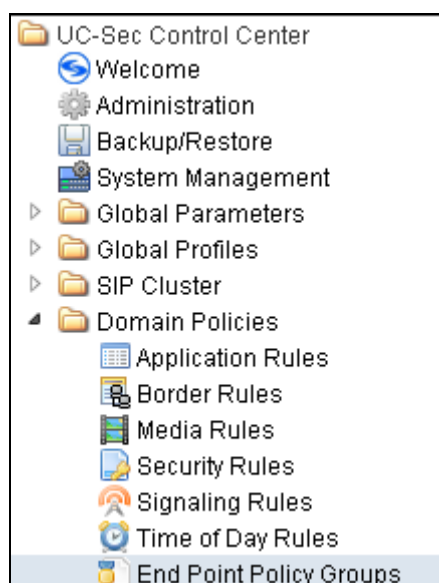 UC-Sec Control Center
Welcome
Administration
Backup/Restore
System Management
Global Parameters
Global Profiles
SIP Cluster
Domain Policies
Application Rules
Border Rules
Media Rules
Security Rules
Signaling Rules
Time of Day Rules
End Point Policy Groups